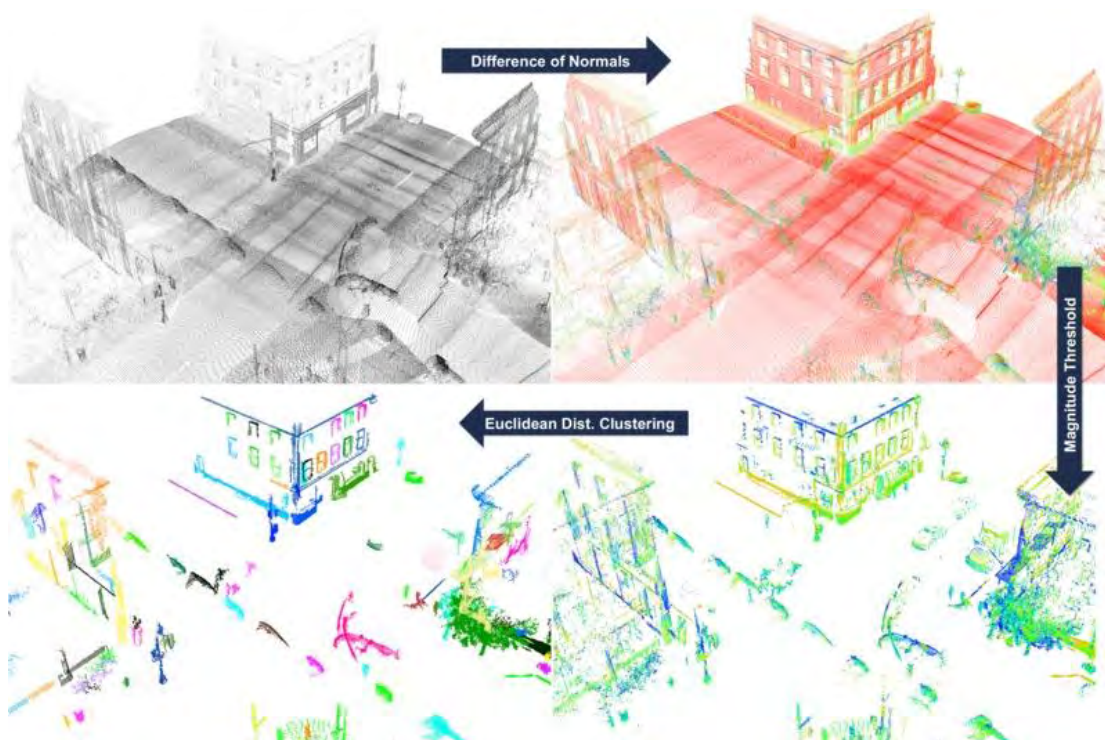 Difference of Normals
Magnitude Threshold
Euclidean Dist. Clustering